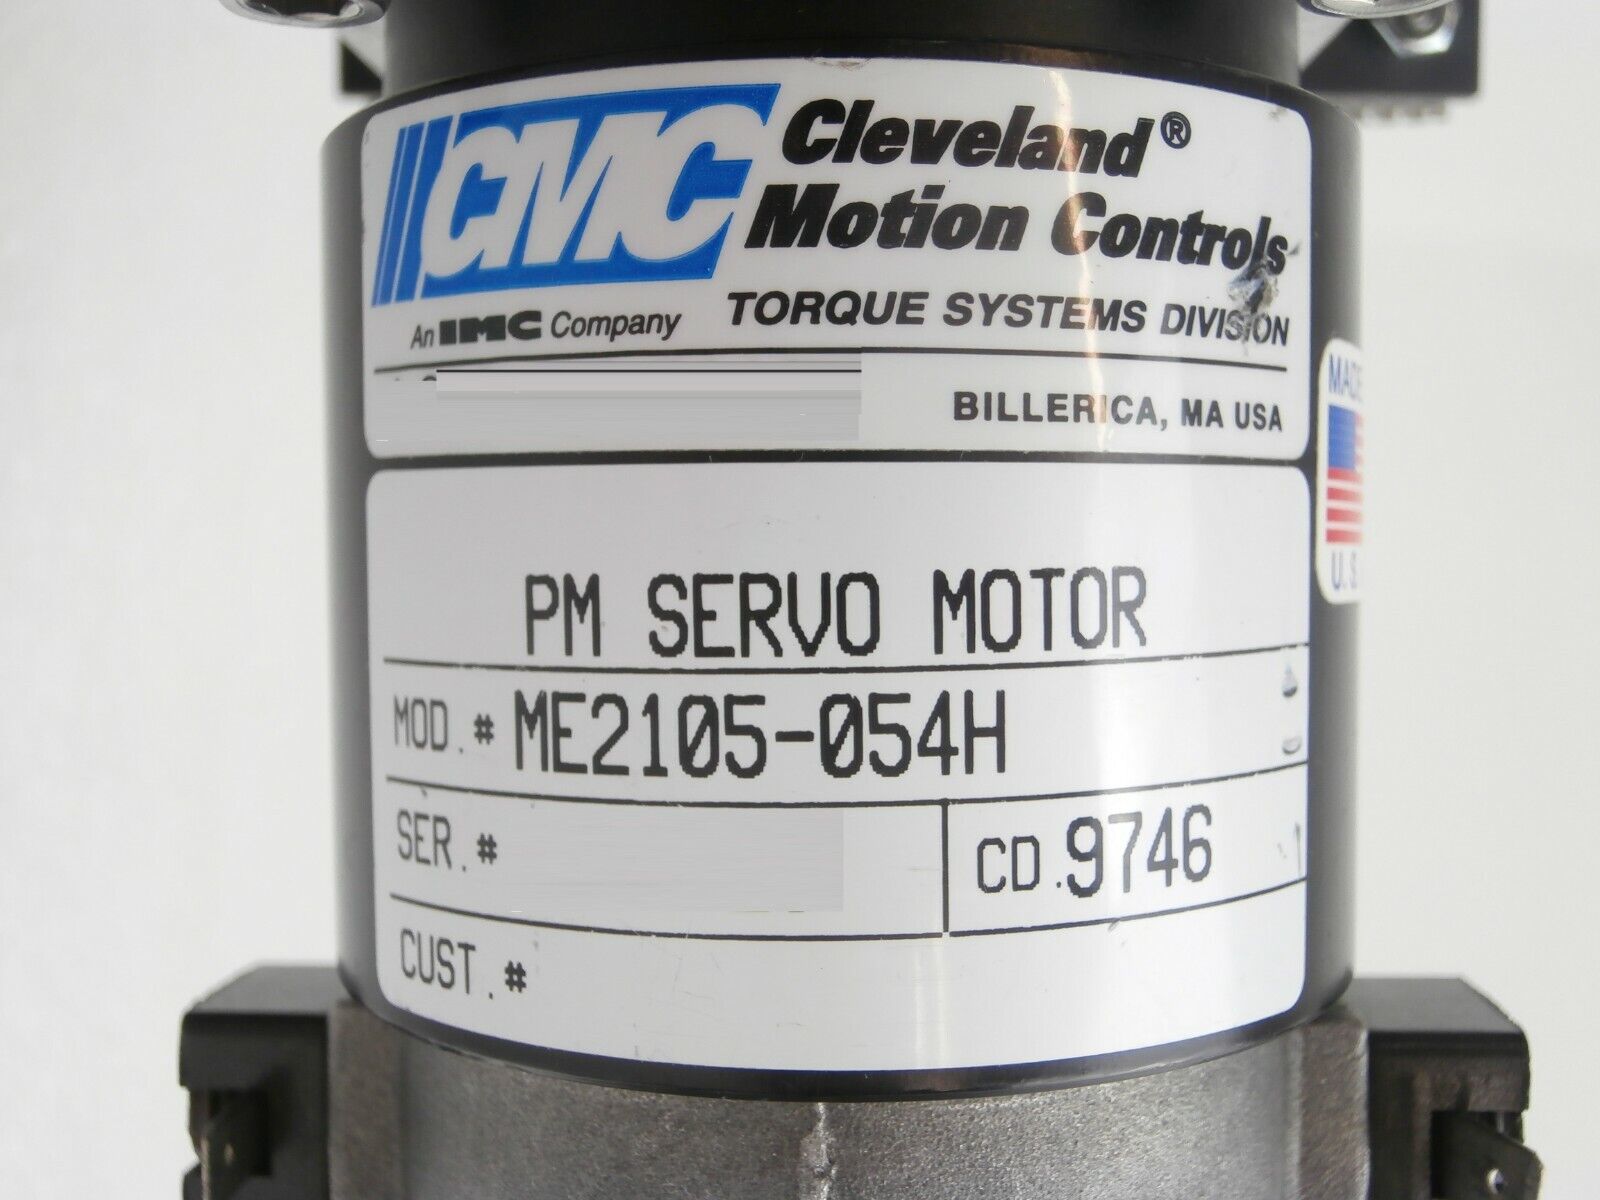 CMC
Cleveland®
Motion Controls
An IMC Company
TORQUE SYSTEMS DIVISION
BILLERICA, MA USA
MADE
U.S
PM SERVO MOTOR
MOD.# ME2105-054H
SER.#
CD.9746
CUST.#